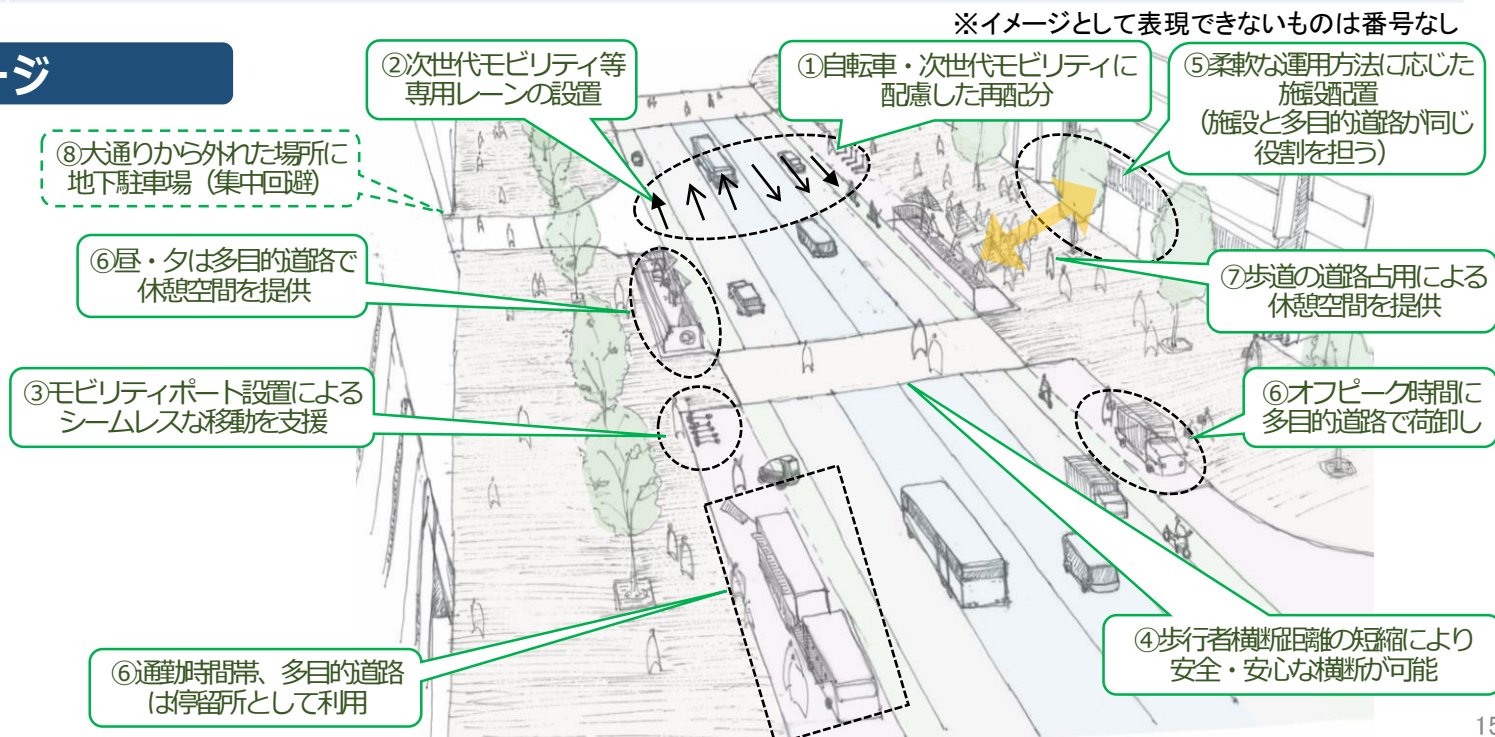 ※イメージとして表現できないものは番号なし
ージ
②次世代モビリティ等
専用レーンの設置
①自転車・次世代モビリティに
配慮した再配分
⑤柔軟な運用方法に応じた
施設配置
(施設と多目的道路が同じ
役割を担う)
⑧大通りから外れた場所に
地下駐車場(集中回避)
⑥昼・夕は多目的道路で
休憩空間を提供
⑦歩道の道路占用による
休憩空間を提供
③モビリティポート設置による
シームレスな移動を支援
⑥オフピーク時間に
多目的道路で荷卸し
④歩行者横断距離の短縮により
安全・安心な横断が可能
⑥通勤時間帯、多目的道路
は停留所として利用
15